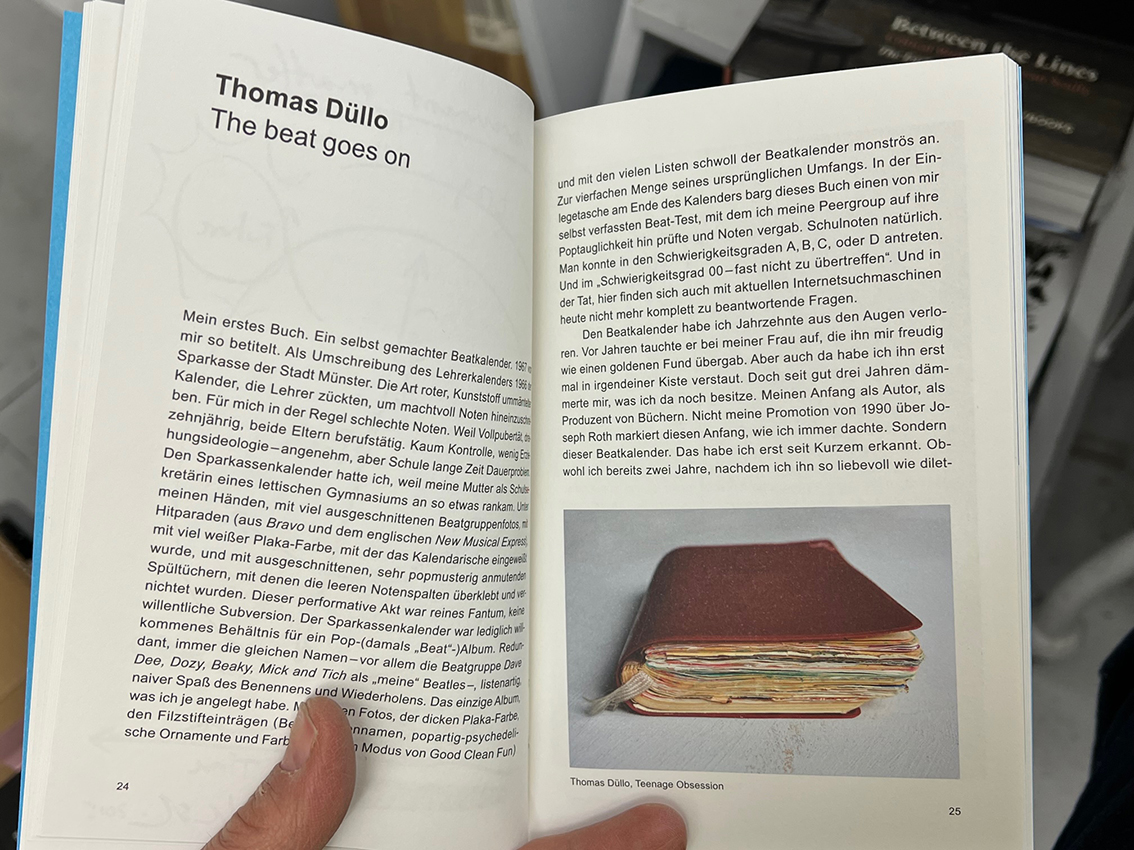 Thomas Düllo
The beat goes on
Mein erstes Buch. Ein selbst gemachter Beatkalender. 1967
mir so betitelt. Als Umschreibung des Lehrerkalenders 1966
Sparkasse der Stadt Münster. Die Art roter, Kunststoff ummäntelte
Kalender, die Lehrer zückten, um machtvoll Noten hineinzuschrei-
ben. Für mich in der Regel schlechte Noten. Weil Vollpubertät,
zehnjährig, beide Eltern berufstätig. Kaum Kontrolle, wenig Erzie-
hungsideologie – angenehm, aber Schule lange Zeit Dauerproblem.
Den Sparkassenkalender hatte ich, weil meine Mutter als Schulse-
kretärin eines lettischen Gymnasiums an so etwas rankam. Unter
meinen Händen, mit viel ausgeschnittenen Beatgruppenfotos, mit
Hitparaden (aus Bravo und dem englischen New Musical Express),
mit viel weißer Plaka-Farbe, mit der das Kalendarische eingeweißt
wurde, und mit ausgeschnittenen, sehr popmusterig anmutenden
Spültüchern, mit denen die leeren Notenspalten überklebt und ver-
nichtet wurden. Dieser performative Akt war reines Fantum, keine
willentliche Subversion. Der Sparkassenkalender war lediglich will-
kommenes Behältnis für ein Pop-(damals „Beat“-)Album. Redun-
dant, immer die gleichen Namen – vor allem die Beatgruppe Dave
Dee, Dozy, Beaky, Mick and Tich als „meine“ Beatles –, listenartig,
naiver Spaß des Benennens und Wiederholens. Das einzige Album,
was ich je angelegt habe. en Fotos, der dicken Plaka-Farbe,
den Filzstifteinträgen (Be ennamen, popartig-psychedeli-
sche Ornamente und Farb Modus von Good Clean Fun)
24
und mit den vielen Listen schwoll der Beatkalender monströs an.
Zur vierfachen Menge seines ursprünglichen Umfangs. In der Ein-
legetasche am Ende des Kalenders barg dieses Buch einen von mir
selbst verfassten Beat-Test, mit dem ich meine Peergroup auf ihre
Poptauglichkeit hin prüfte und Noten vergab. Schulnoten natürlich.
Man konnte in den Schwierigkeitsgraden A, B, C, oder D antreten.
Und im „Schwierigkeitsgrad 00 – fast nicht zu übertreffen“. Und in
der Tat, hier finden sich auch mit aktuellen Internetsuchmaschinen
heute nicht mehr komplett zu beantwortende Fragen.
Den Beatkalender habe ich Jahrzehnte aus den Augen verlo-
ren. Vor Jahren tauchte er bei meiner Frau auf, die ihn mir freudig
wie einen goldenen Fund übergab. Aber auch da habe ich ihn erst
mal in irgendeiner Kiste verstaut. Doch seit gut drei Jahren däm-
merte mir, was ich da noch besitze. Meinen Anfang als Autor, als
Produzent von Büchern. Nicht meine Promotion von 1990 über Jo-
seph Roth markiert diesen Anfang, wie ich immer dachte. Sondern
dieser Beatkalender. Das habe ich erst seit Kurzem erkannt. Ob-
wohl ich bereits zwei Jahre, nachdem ich ihn so liebevoll wie dilet-
Thomas Düllo, Teenage Obsession
25
Between the Lines